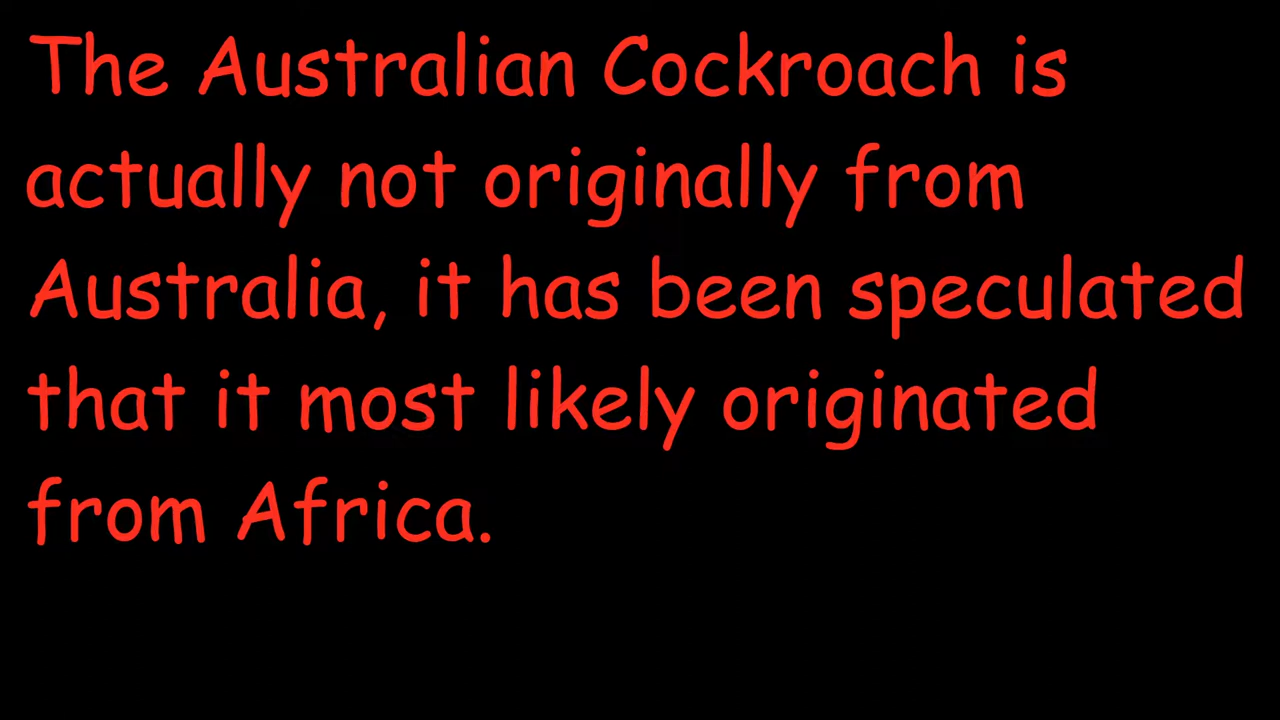 The Australian Cockroach is
actually not originally from
Australia, it has been speculated
that it most likely originated
from Africa.